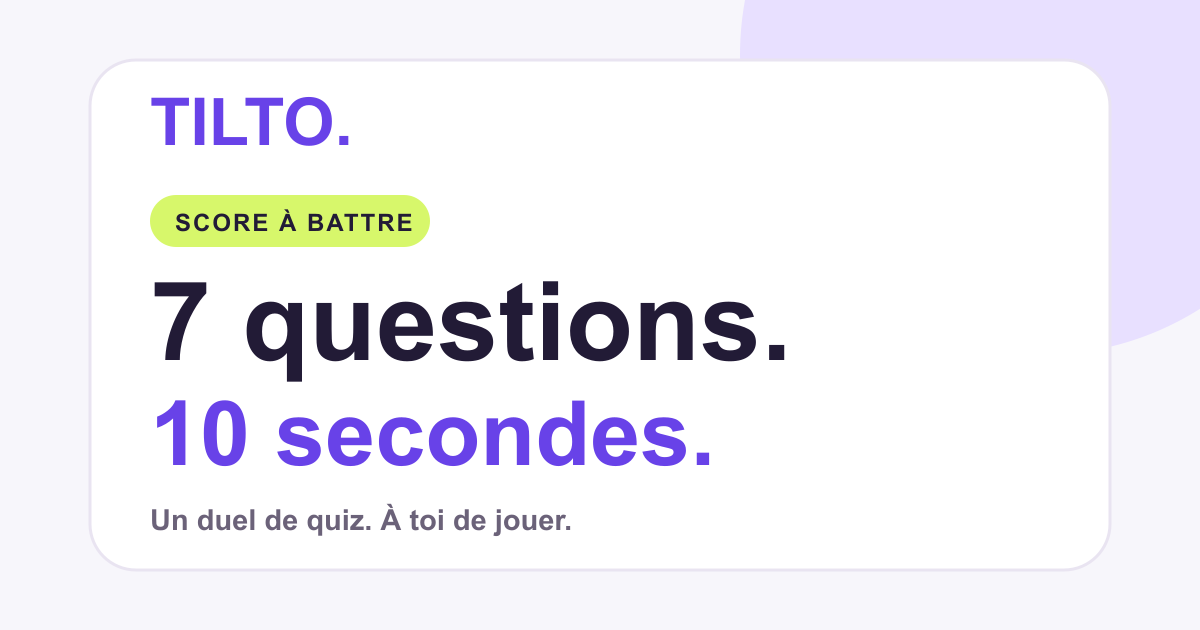 TILTO.
SCORE À BATTRE
7 questions.
10 secondes.
Un duel de quiz. À toi de jouer.